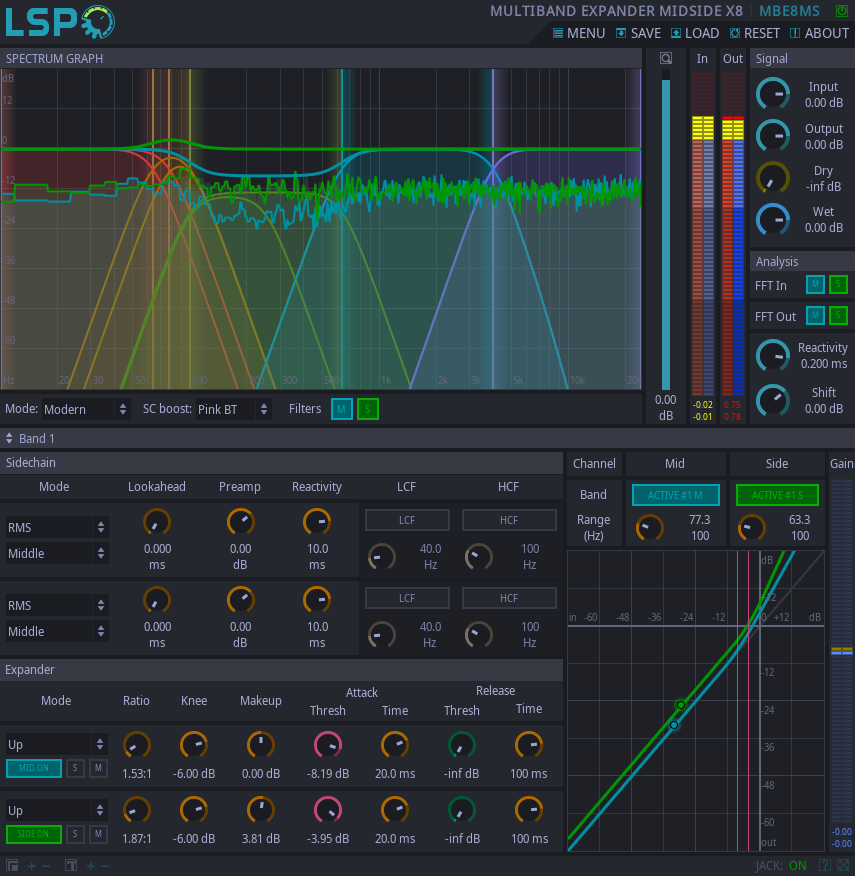 LSP
MULTIBAND EXPANDER MIDSIDE X8 MBE8MS
MENU SAVE LOAD RESET ABOUT
SPECTRUM GRAPH
In Out
Signal
dB
12
0
-12
-24
-36
-48
-60
Hz 20 30 50 100 200 300 500 1k 2k 3k 5k 10k 20k
0.00
dB
-0.02
-0.01
0.75
0.78
Input
0.00 dB
Output
0.00 dB
Dry
-inf dB
Wet
0.00 dB
Analysis
FFT In M S
FFT Out M S
Reactivity
0.200 ms
Shift
0.00 dB
Mode: Modern SC boost: Pink BT Filters M S
Band 1
Sidechain
Mode Lookahead Preamp Reactivity LCF HCF
RMS
Middle
0.000
ms
0.00
dB
10.0
ms
LCF
40.0
Hz
HCF
100
Hz
RMS
Middle
0.000
ms
0.00
dB
10.0
ms
LCF
40.0
Hz
HCF
100
Hz
Expander
Mode Ratio Knee Makeup Attack Release
Thresh Time Thresh Time
Up
MID ON S M
1.53:1 -6.00 dB 0.00 dB -8.19 dB 20.0 ms -inf dB 100 ms
Up
SIDE ON S M
1.87:1 -6.00 dB 3.81 dB -3.95 dB 20.0 ms -inf dB 100 ms
Channel Mid Side Gain
Band ACTIVE #1 M ACTIVE #1 S
Range
(Hz)
77.3
100
63.3
100
dB
+12
in -60 -48 -36 -24 -12 0 +12 dB
-12
-24
-36
-48
-60
out
-0.00
-0.00
JACK: ON